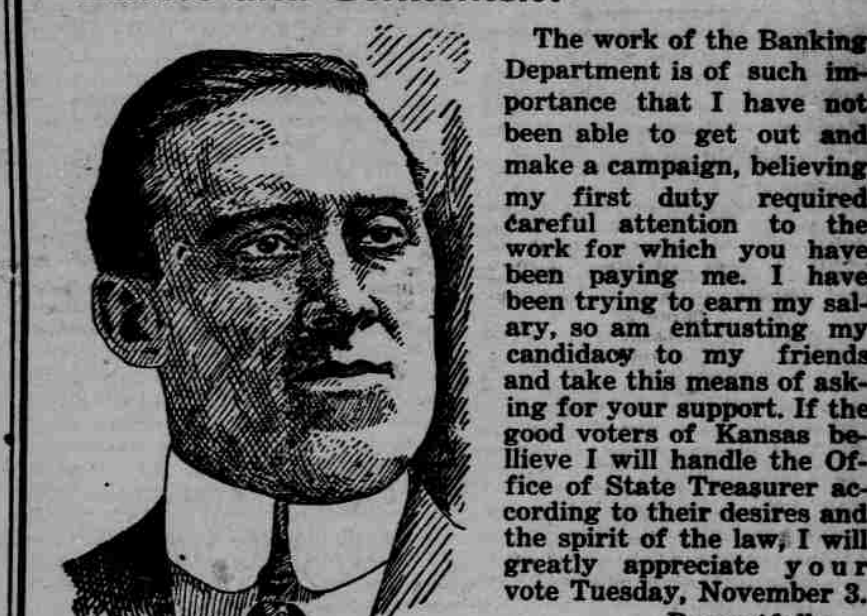 The work of the Banking
Department is of such im-
portance that I have not
been able to get out and
make a campaign, believing
my first duty required
careful attention to the
work for which you have
been paying me. I have
been trying to earn my sal
ary, so am entrusting my
candidacy to my friends
and take this means of ask-
ing for your support. If the
good voters of Kansas be-
llieve I will handle the Of-
fice of State Treasurer ac-
cording to their desires and
the spirit of the law, I will
greatly appreciate your
vote Tuesday, November 3.